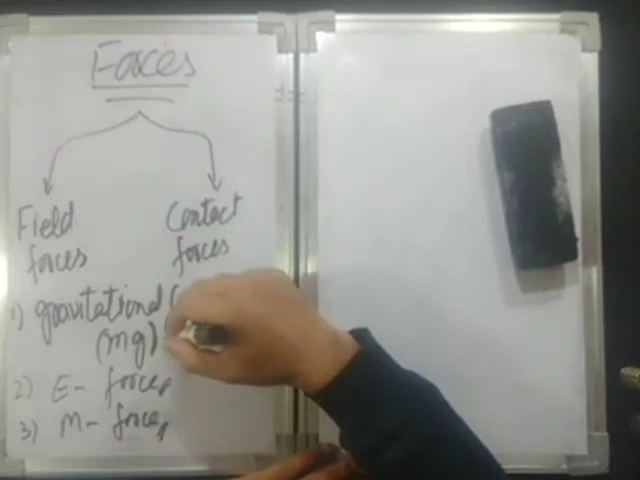 Forces
Field Contact
forces forces
1) gravitational
(mg)
2) E- force,
3) M- force,